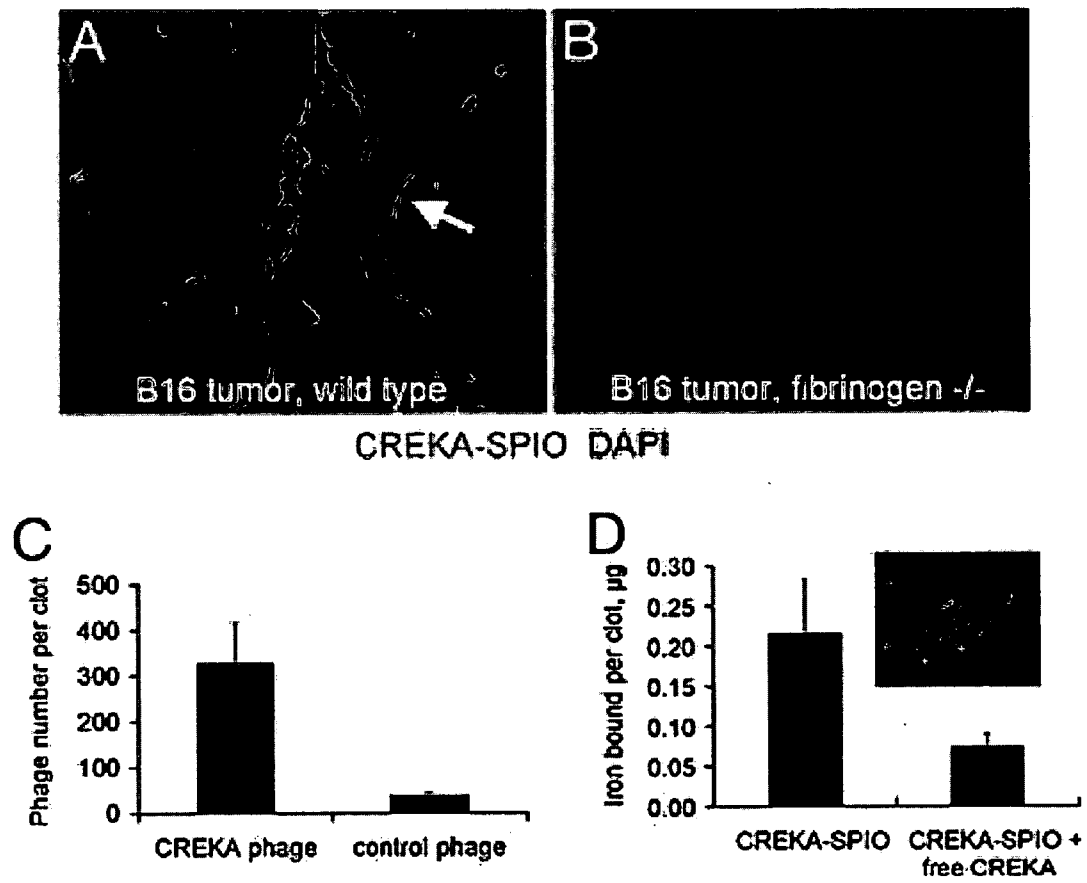 A
B
B16 tumor, wild type
B16 tumor, fibrinogen -/-
CREKA-SPIO DAPI
C
Phage number per clot
500
400
300
200
100
0
CREKA phage
control phage
D
Iron bound per clot, µg
0.30
0.25
0.20
0.15
0.10
0.05
0.00
CREKA-SPIO
CREKA-SPIO +
free CREKA